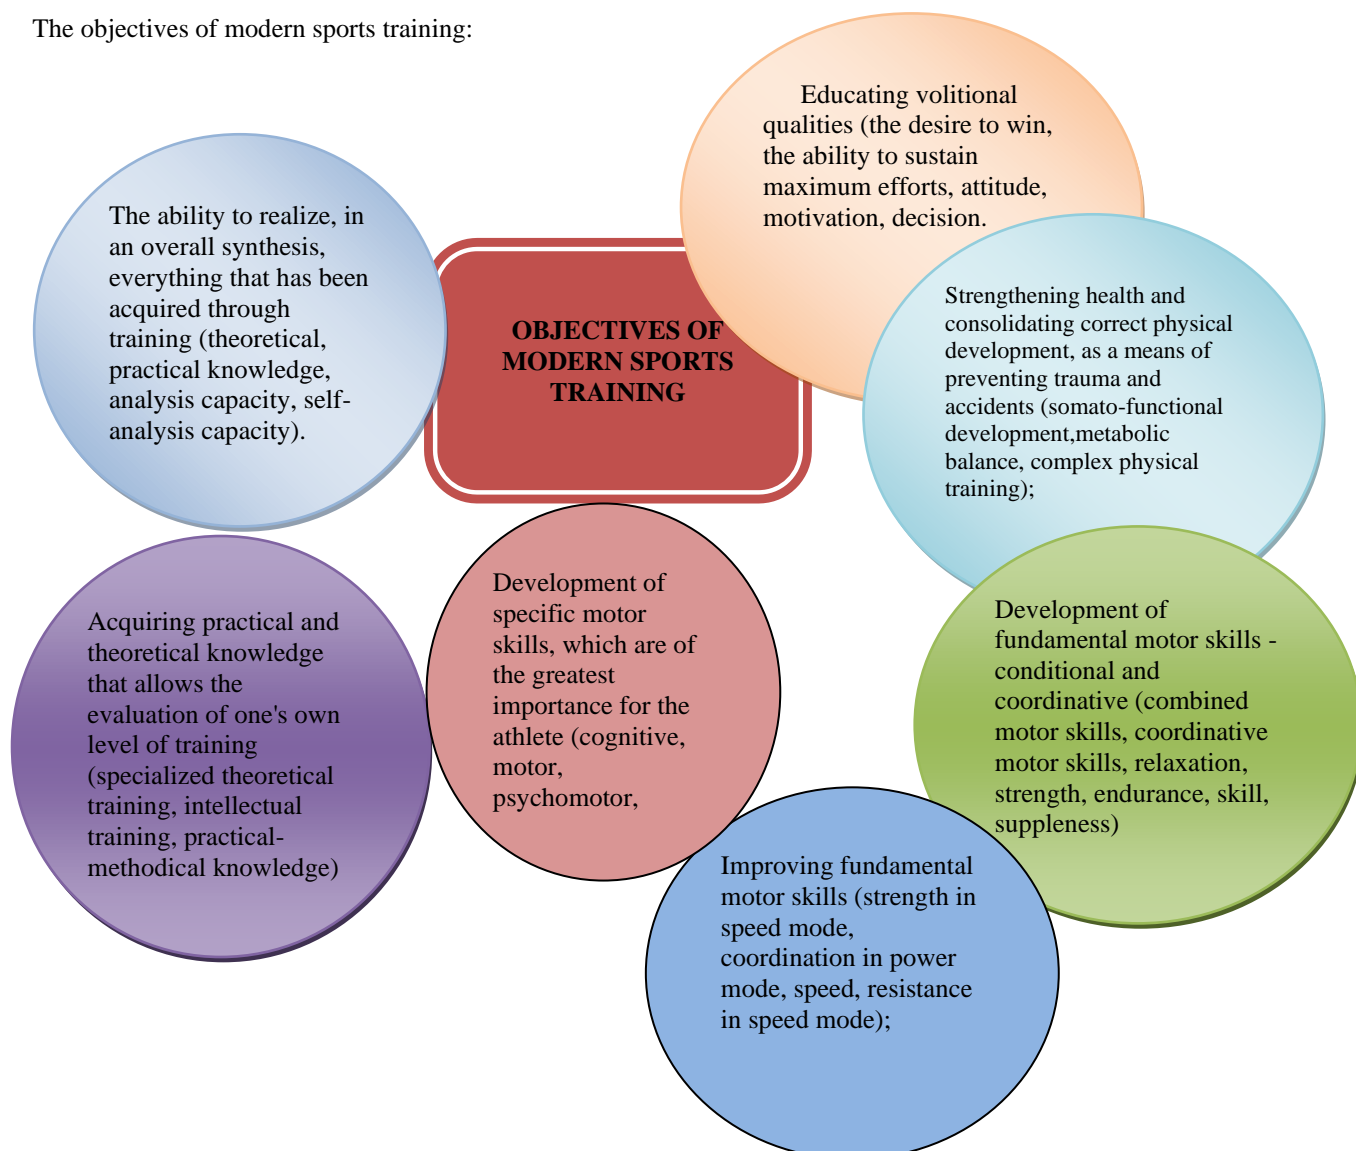 The objectives of modern sports training:
Educating volitional
qualities (the desire to win,
the ability to sustain
maximum efforts, attitude,
motivation, decision.
The ability to realize, in
an overall synthesis,
everything that has been
acquired through
training (theoretical,
practical knowledge,
analysis capacity, self-
analysis capacity).
OBJECTIVES OF
MODERN SPORTS
TRAINING
Strengthening health and
consolidating correct physical
development, as a means of
preventing trauma and
accidents (somato-functional
development,metabolic
balance, complex physical
training);
Acquiring practical and
theoretical knowledge
that allows the
evaluation of one's own
level of training
(specialized theoretical
training, intellectual
training, practical-
methodical knowledge)
Development of
specific motor
skills, which are of
the greatest
importance for the
athlete (cognitive,
motor,
psychomotor,
Development of
fundamental motor skills -
conditional and
coordinative (combined
motor skills, coordinative
motor skills, relaxation,
strength, endurance, skill,
suppleness)
Improving fundamental
motor skills (strength in
speed mode,
coordination in power
mode, speed, resistance
in speed mode);